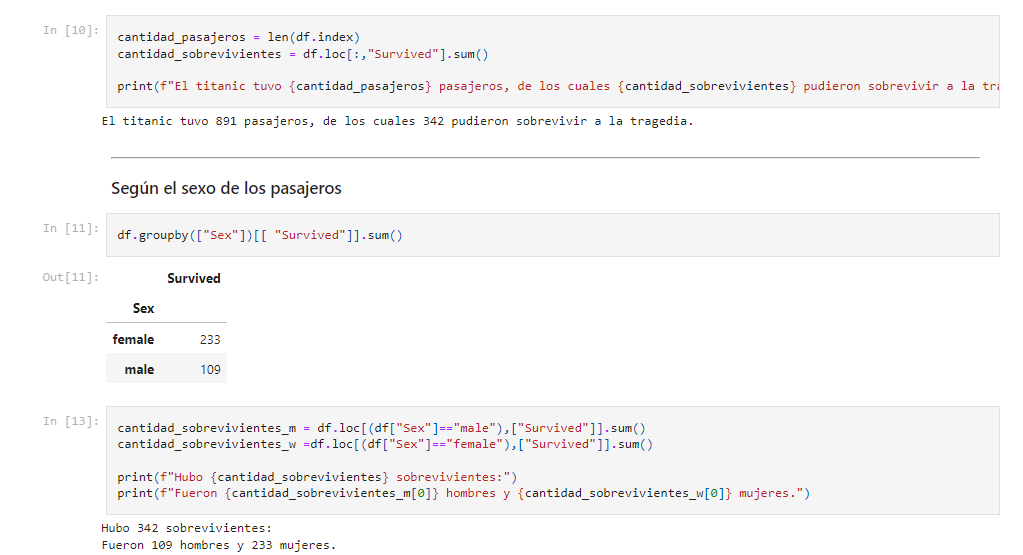 In [10]:
cantidad_pasajeros = len(df.index)
cantidad_sobrevivientes = df.loc[:,"Survived"].sum()
print(f"El titanic tuvo {cantidad_pasajeros} pasajeros, de los cuales {cantidad_sobrevivientes} pudieron sobrevivir a la tra
El titanic tuvo 891 pasajeros, de los cuales 342 pudieron sobrevivir a la tragedia.
Según el sexo de los pasajeros
In [11]:
df.groupby(["Sex"])[[ "Survived"]].sum()
Out[11]:
Survived
Sex
female 233
male 109
In [13]:
cantidad_sobrevivientes_m = df.loc[(df["Sex"]=="male"),["Survived"]].sum()
cantidad_sobrevivientes_w =df.loc[(df["Sex"]=="female"),["Survived"]].sum()
print(f"Hubo {cantidad_sobrevivientes} sobrevivientes:")
print(f"Fueron {cantidad_sobrevivientes_m[0]} hombres y {cantidad_sobrevivientes_w[0]} mujeres.")
Hubo 342 sobrevivientes:
Fueron 109 hombres y 233 mujeres.